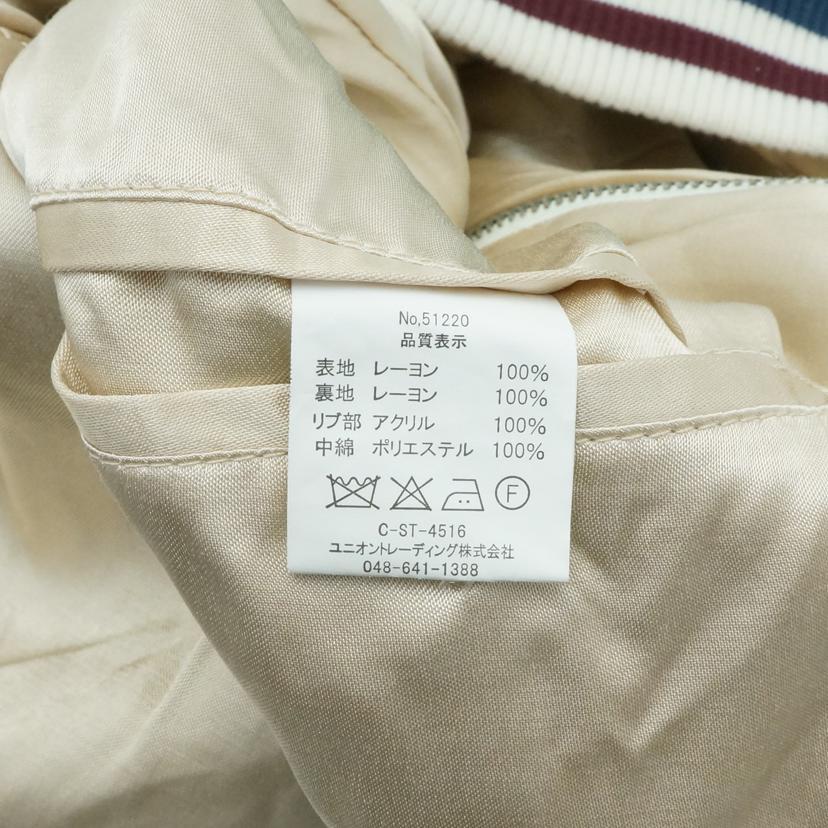 No,51220
品質表示
表地 レーヨン 100%
裏地 レーヨン 100%
リブ部 アクリル 100%
中綿 ポリエステル 100%
F
C-ST-4516
ユニオントレーディング株式会社
048-641-1388